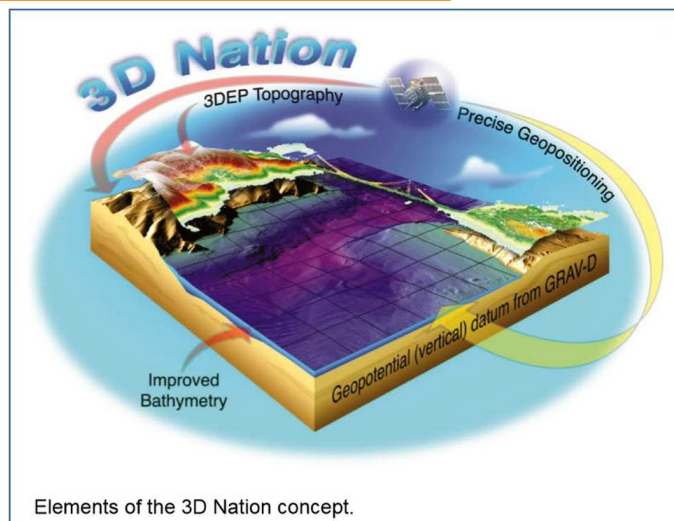 3D Nation
3DEP Topography
Precise Geopositioning
Geopotential (vertical) datum from GRAV-D
Improved
Bathymetry
Elements of the 3D Nation concept.